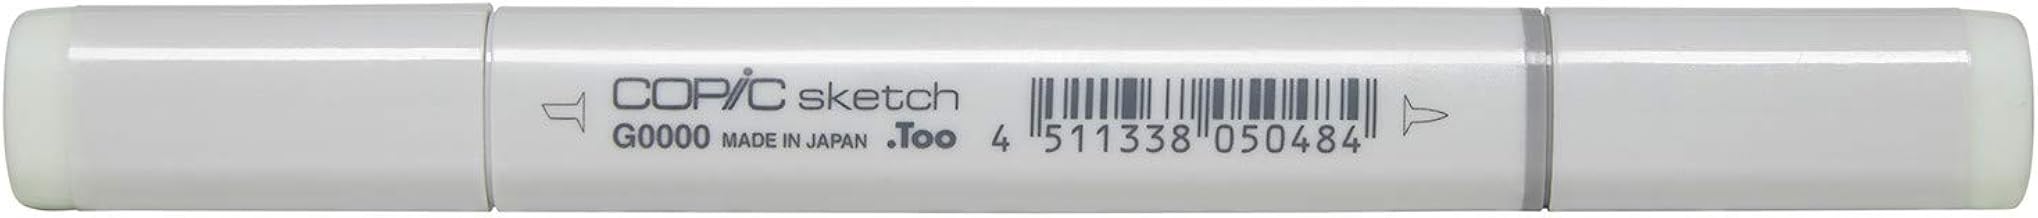 COPIC sketch
G0000 MADE IN JAPAN .Too
4 511338 050484